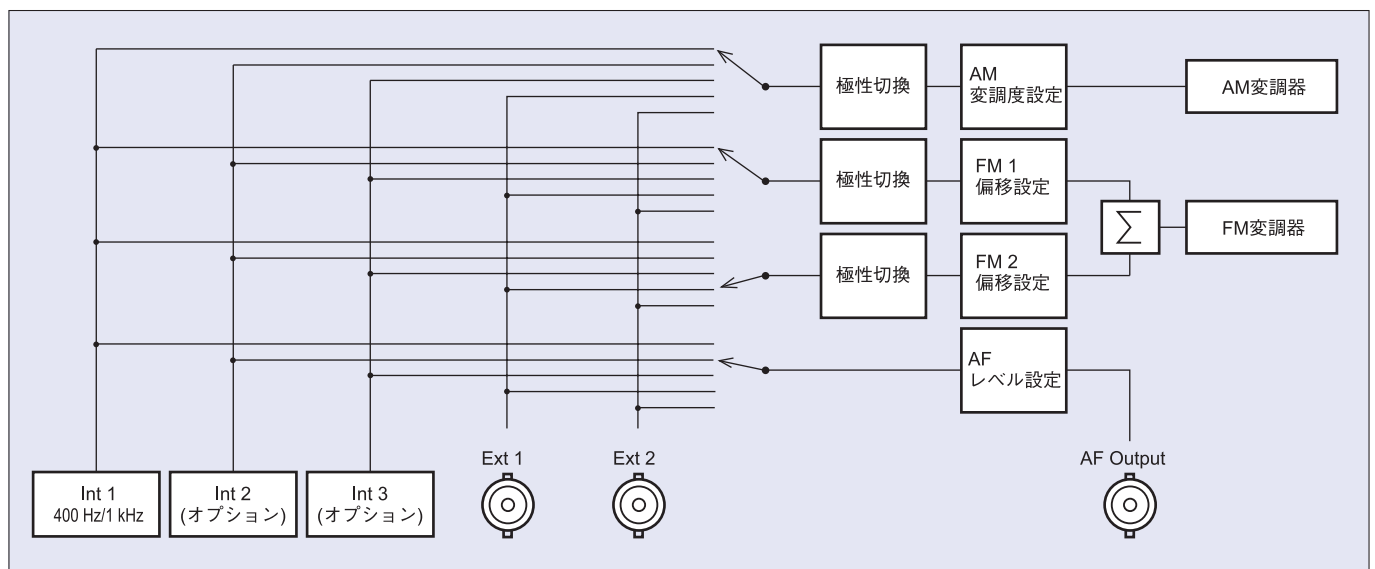 極性切換
AM
変調度設定
AM変調器
極性切換
FM 1
偏移設定
Σ
FM変調器
極性切換
FM 2
偏移設定
AF
レベル設定
Ext 1
Ext 2
AF Output
Int 1
400 Hz/1 kHz
Int 2
(オプション)
Int 3
(オプション)